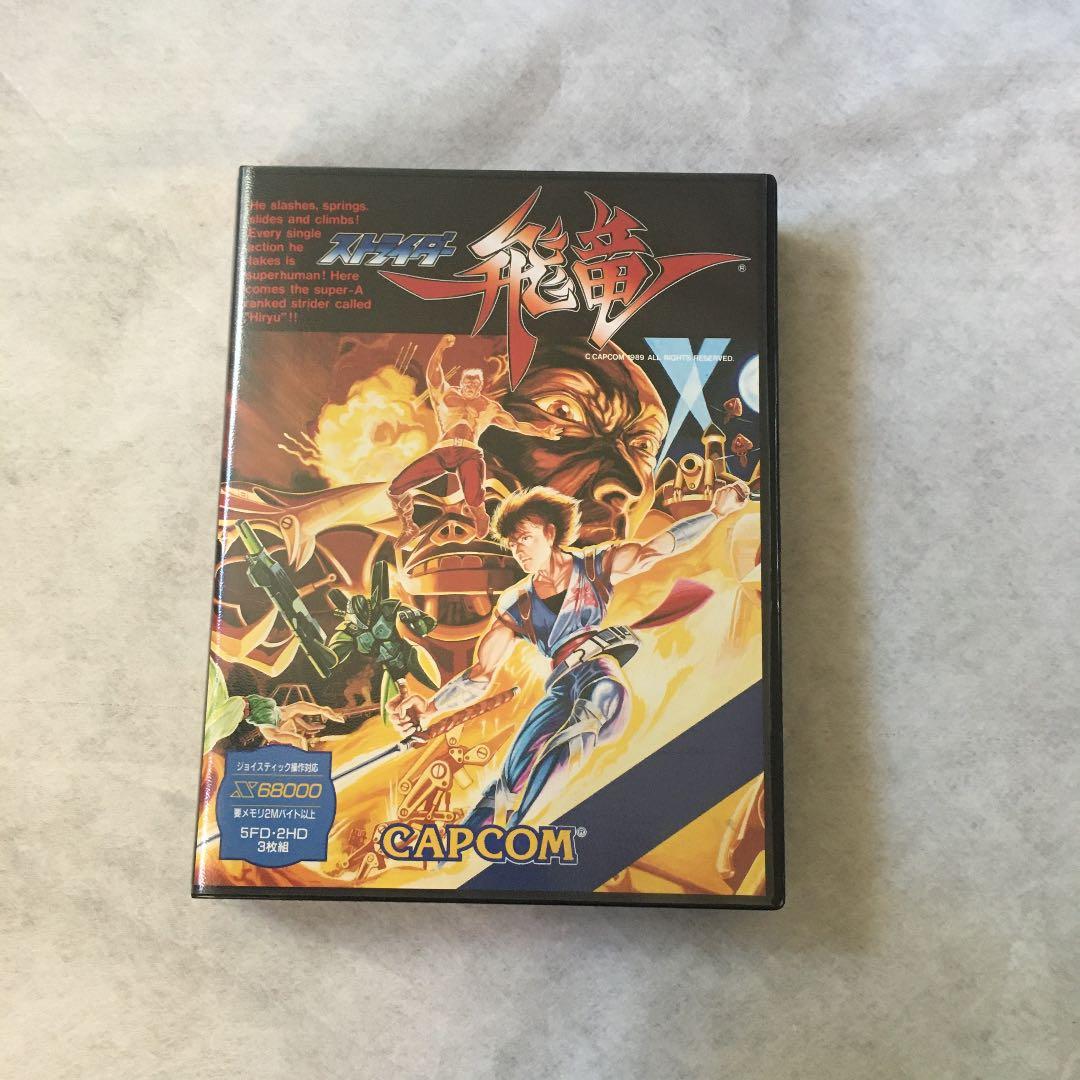 He slashes, springs,
slides and climbs!
Every single
action he
takes is
superhuman! Here
comes the super-A
ranked strider called
"Hiryu"!!
ストライダー
飛竜
®
© CAPCOM 1989 ALL RIGHTS RESERVED.
X
ジョイスティック操作対応
X68000
要メモリ2Mバイト以上
5FD・2HD
3枚組
CAPCOM®